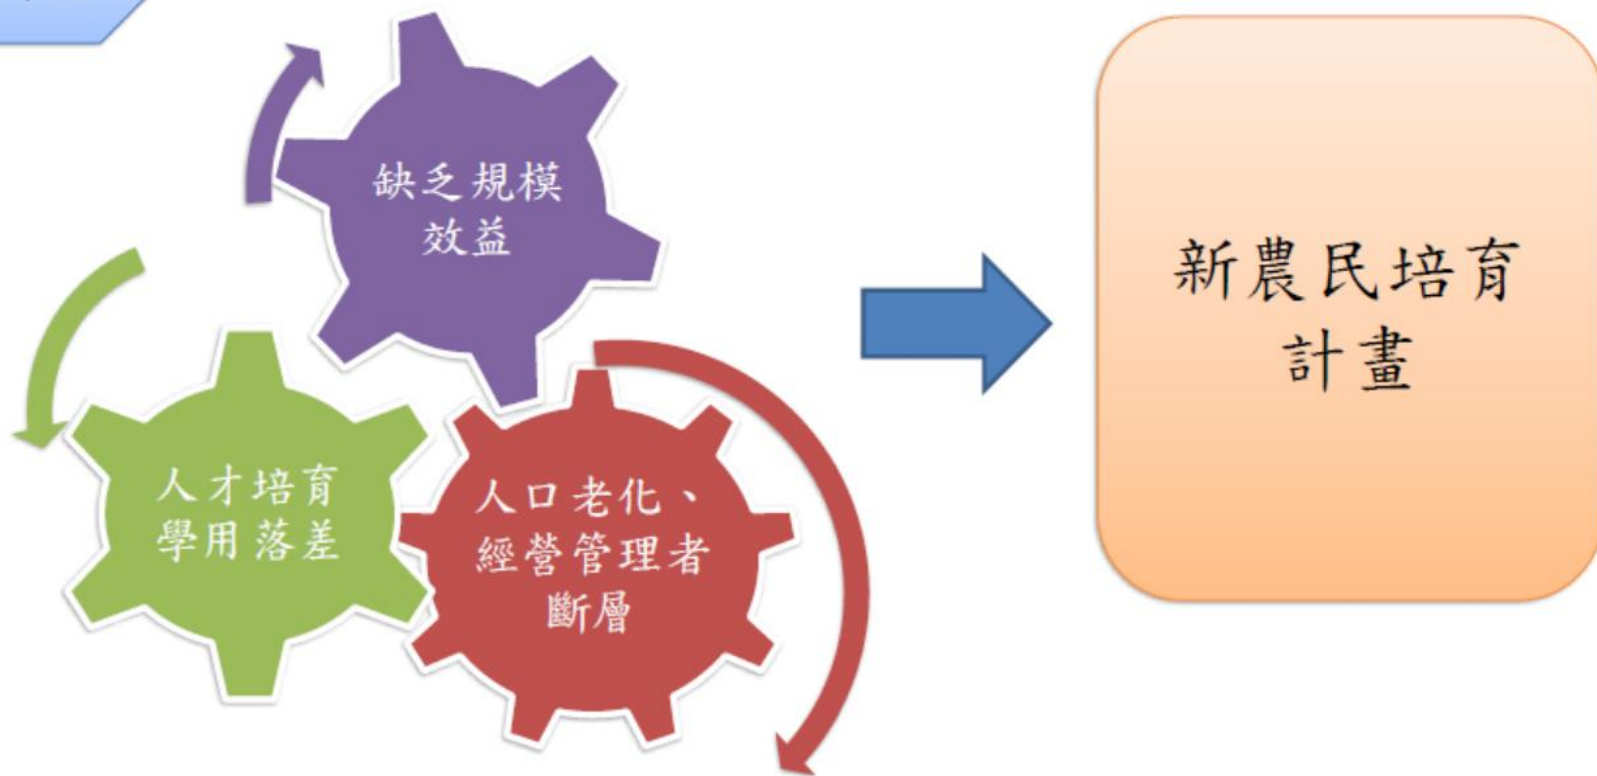 缺乏規模
效益
人才培育
學用落差
人口老化、
經營管理者
斷層
新農民培育
計畫